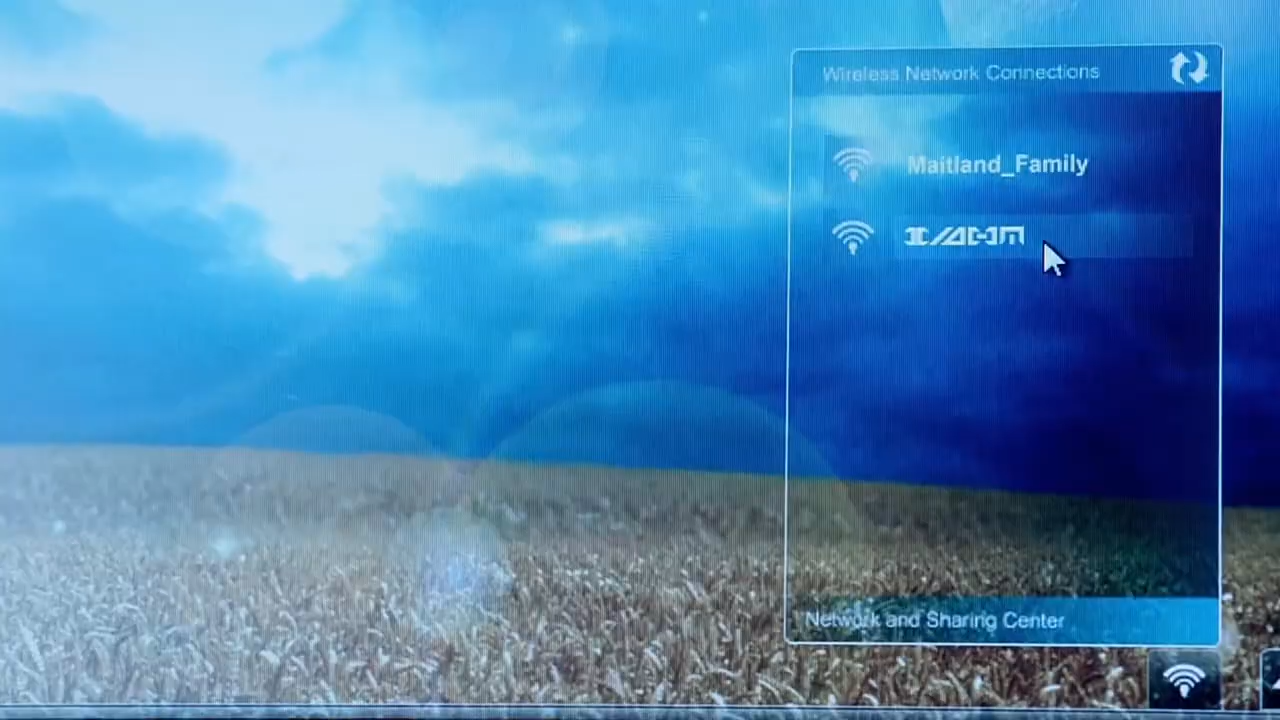 Wireless Network Connections
Maitland_Family
Network and Sharing Center